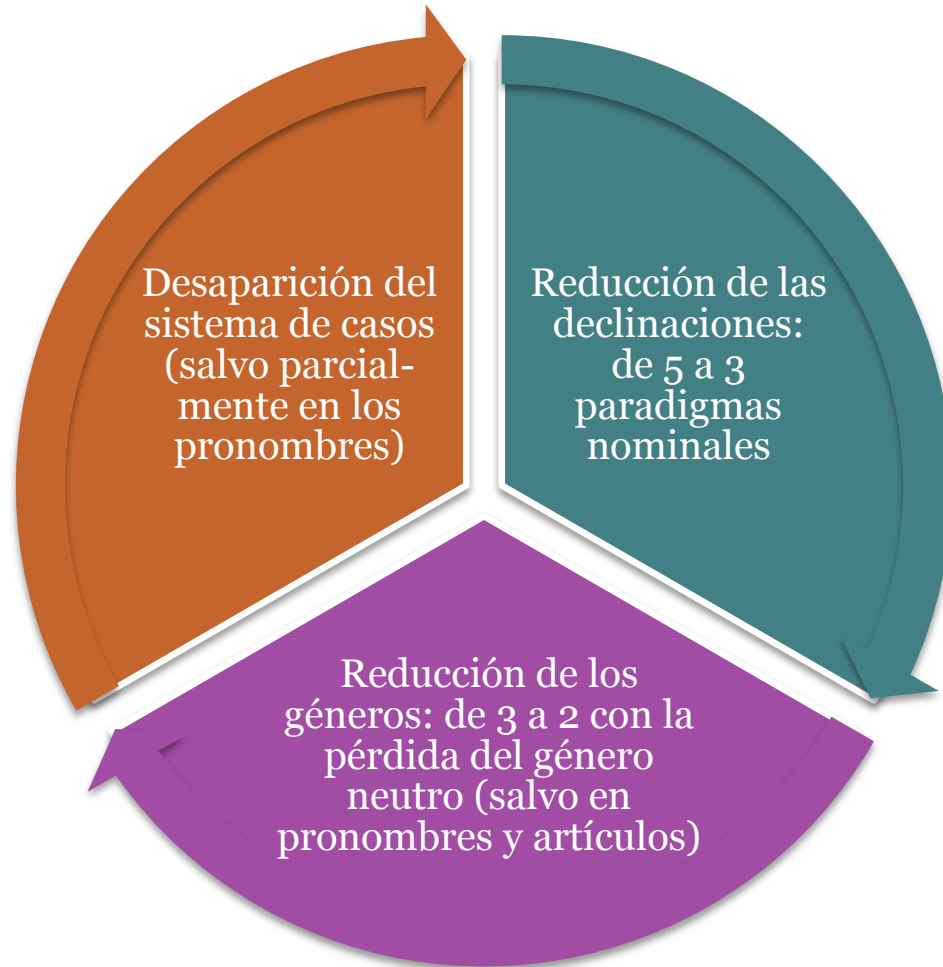 Desaparición del
sistema de casos
(salvo parcial-
mente en los
pronombres)
Reducción de las
declinaciones:
de 5 a 3
paradigmas
nominales
Reducción de los
géneros: de 3 a 2 con la
pérdida del género
neutro (salvo en
pronombres y artículos)